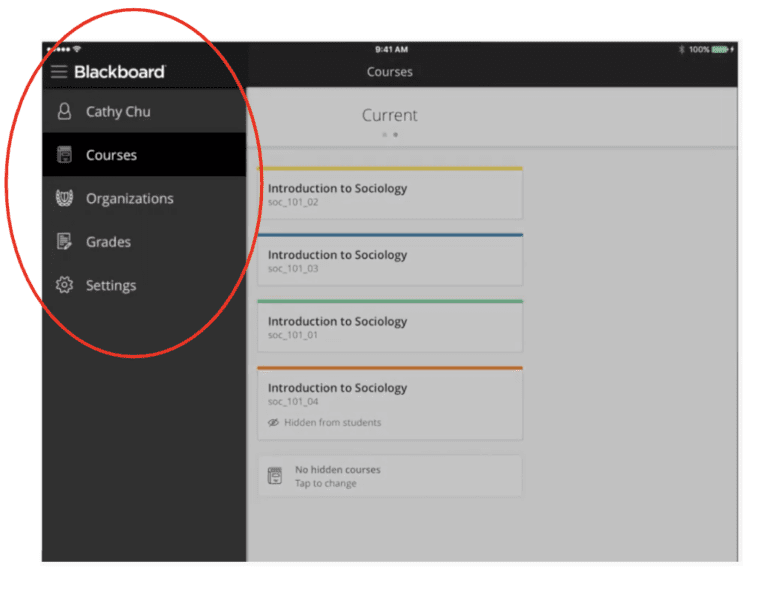 9:41 AM
100%
Blackboard
Courses
Cathy Chu
Courses
Organizations
Grades
Settings
Current
Introduction to Sociology
soc_101_02
Introduction to Sociology
soc_101_03
Introduction to Sociology
soc_101_01
Introduction to Sociology
soc_101_04
Hidden from students
No hidden courses
Tap to change